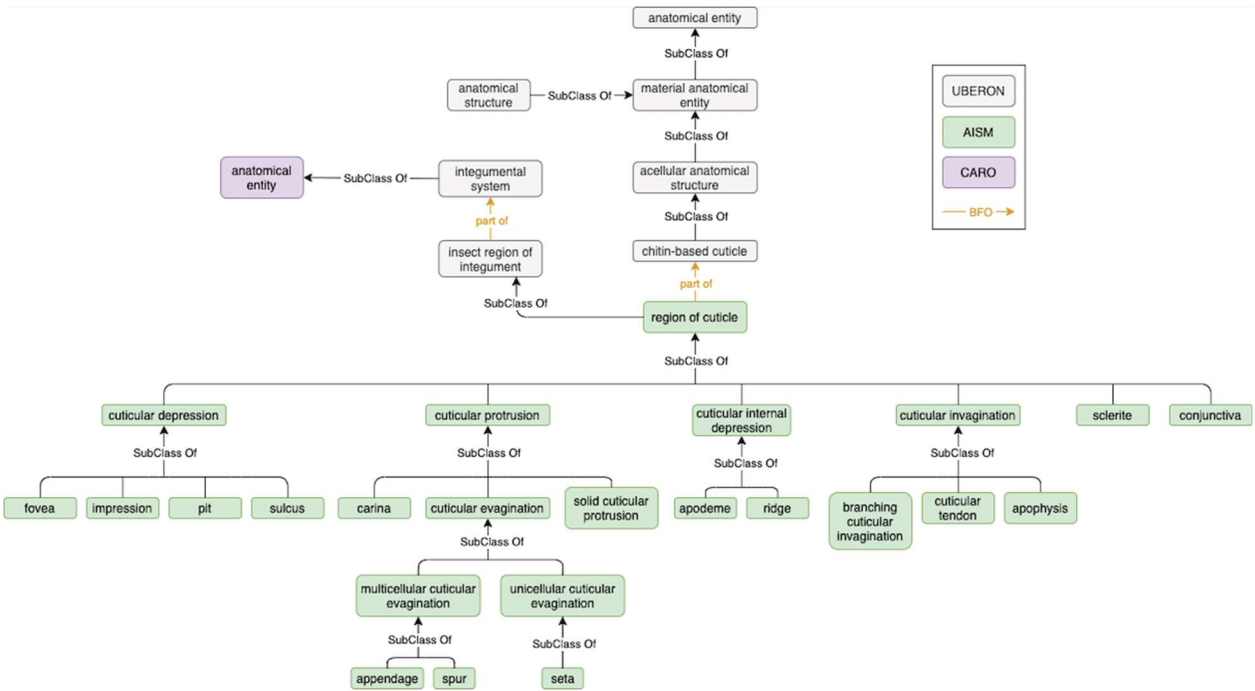 anatomical entity
SubClass Of
anatomical
structure
SubClass Of
material anatomical
entity
UBERON
SubClass Of
AISM
anatomical
entity
SubClass Of
integumental
system
acellular anatomical
structure
CARO
part of
SubClass Of
BFO
insect region of
integument
chitin-based cuticle
SubClass Of
part of
region of cuticle
SubClass Of
cuticular depression
cuticular protrusion
cuticular internal
depression
cuticular invagination
sclerite
conjunctiva
SubClass Of
SubClass Of
SubClass Of
SubClass Of
fovea
impression
pit
sulcus
carina
cuticular evagination
solid cuticular
protrusion
apodeme
ridge
branching
cuticular
invagination
cuticular
tendon
apophysis
SubClass Of
multicellular cuticular
evagination
unicellular cuticular
evagination
SubClass Of
SubClass Of
appendage
spur
seta